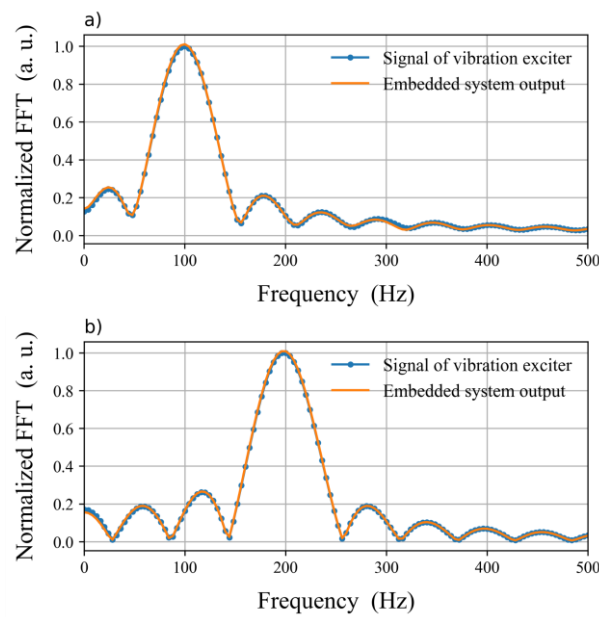 a)
Normalized FFT (a. u.)
1.0
0.8
0.6
0.4
0.2
0.0
Signal of vibration exciter
Embedded system output
0 100 200 300 400 500
Frequency (Hz)
b)
Normalized FFT (a. u.)
1.0
0.8
0.6
0.4
0.2
0.0
Signal of vibration exciter
Embedded system output
0 100 200 300 400 500
Frequency (Hz)